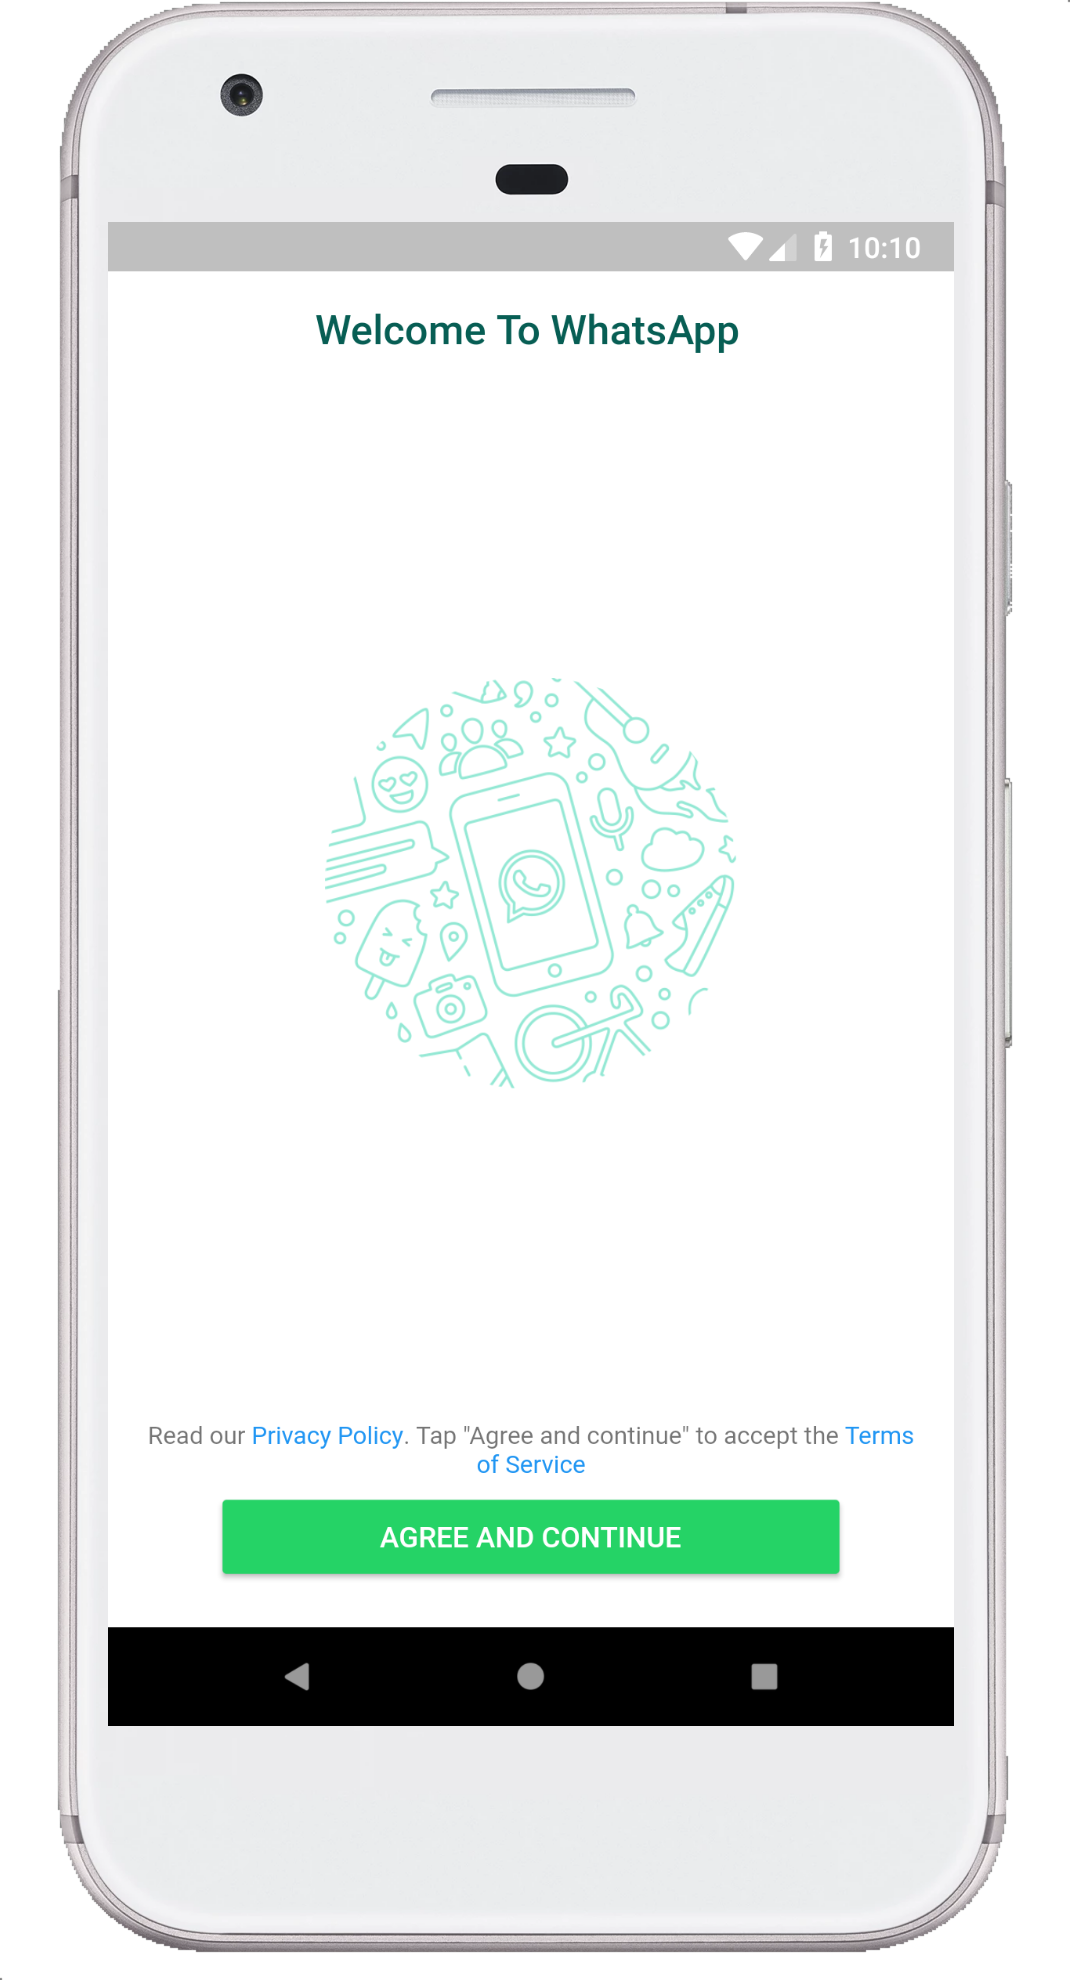 10:10
Welcome To WhatsApp
Read our Privacy Policy. Tap "Agree and continue" to accept the Terms
of Service
AGREE AND CONTINUE